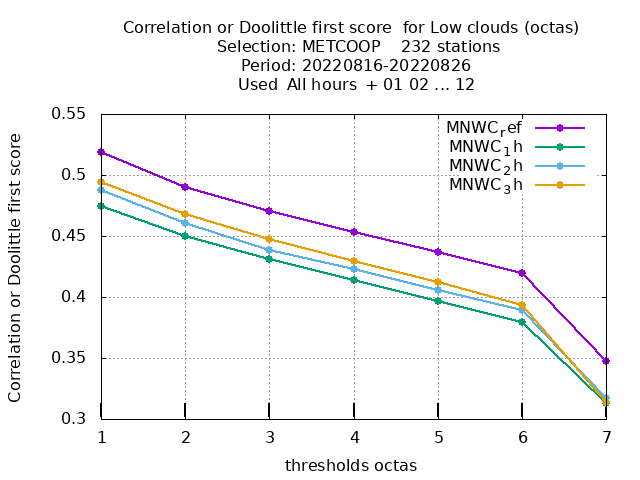 Correlation or Doolittle first score  for Low clouds (octas)
Selection: METCOOP    232 stations
Period: 20220816-20220826
Used  All hours  + 01 02 ... 12
Correlation or Doolittle first score
0.55
0.5
0.45
0.4
0.35
0.3
MNWC_ref
MNWC_1h
MNWC_2h
MNWC_3h
1 2 3 4 5 6 7
thresholds octas